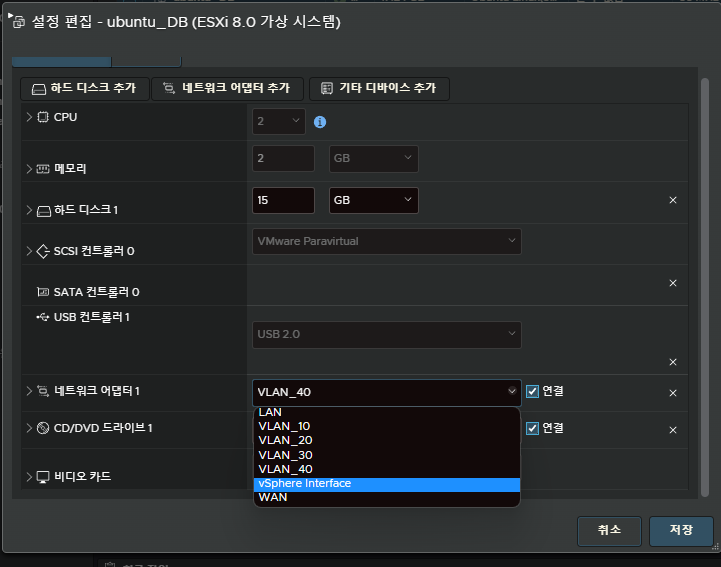 설정 편집 - ubuntu_DB (ESXi 8.0 가상 시스템)
하드 디스크 추가 네트워크 어댑터 추가 기타 디바이스 추가
CPU 2
메모리 2 GB
하드 디스크 1 15 GB
SCSI 컨트롤러 0 VMware Paravirtual
SATA 컨트롤러 0
USB 컨트롤러 1
USB 2.0
네트워크 어댑터 1 VLAN_40 연결
LAN
VLAN_10
CD/DVD 드라이브 1 연결
VLAN_20
VLAN_30
VLAN_40
비디오 카드
vSphere Interface
WAN
취소 저장